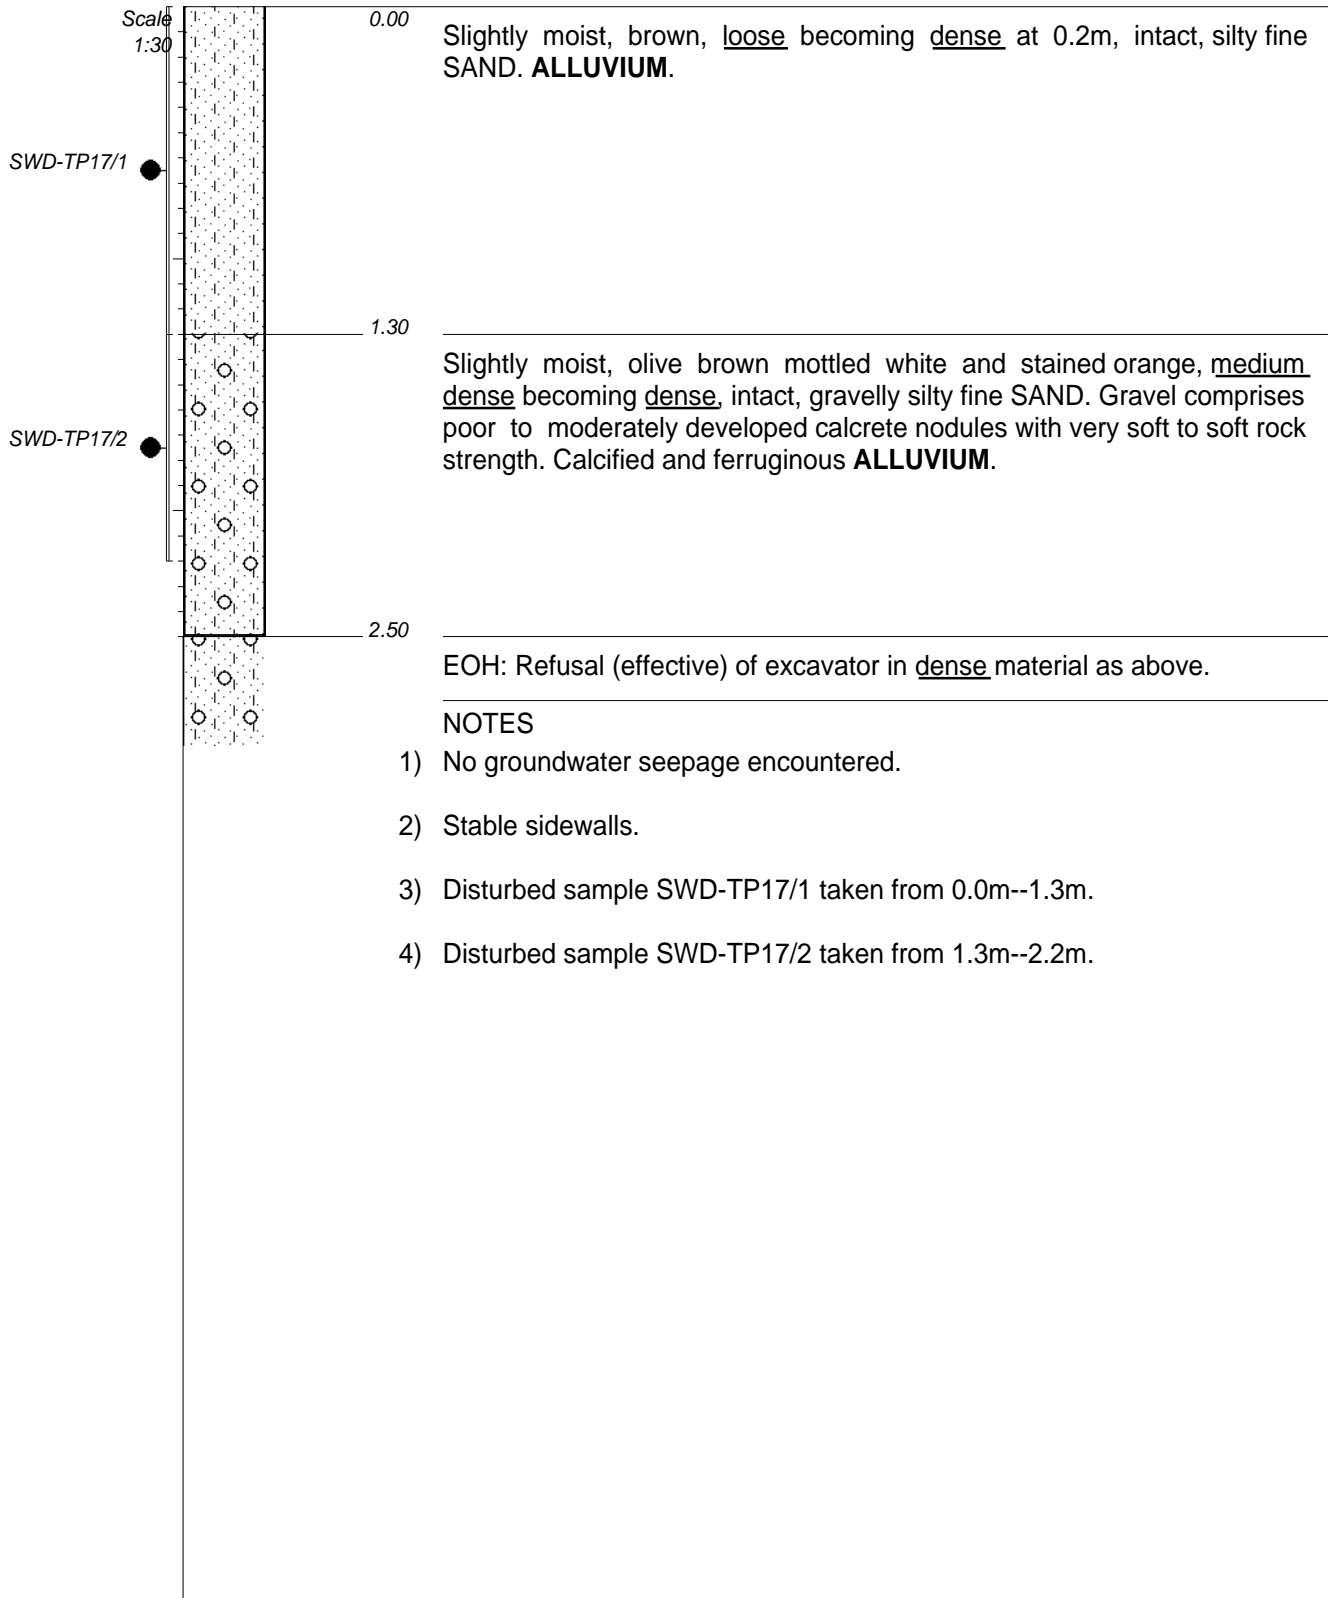 Scale
1:30
0.00
Slightly moist, brown, loose becoming dense at 0.2m, intact, silty fine
SAND. ALLUVIUM.
SWD-TP17/1
1.30
Slightly moist, olive brown mottled white and stained orange, medium
dense becoming dense, intact, gravelly silty fine SAND. Gravel comprises
poor to moderately developed calcrete nodules with very soft to soft rock
strength. Calcified and ferruginous ALLUVIUM.
SWD-TP17/2
2.50
EOH: Refusal (effective) of excavator in dense material as above.
NOTES
1) No groundwater seepage encountered.
2) Stable sidewalls.
3) Disturbed sample SWD-TP17/1 taken from 0.0m--1.3m.
4) Disturbed sample SWD-TP17/2 taken from 1.3m--2.2m.